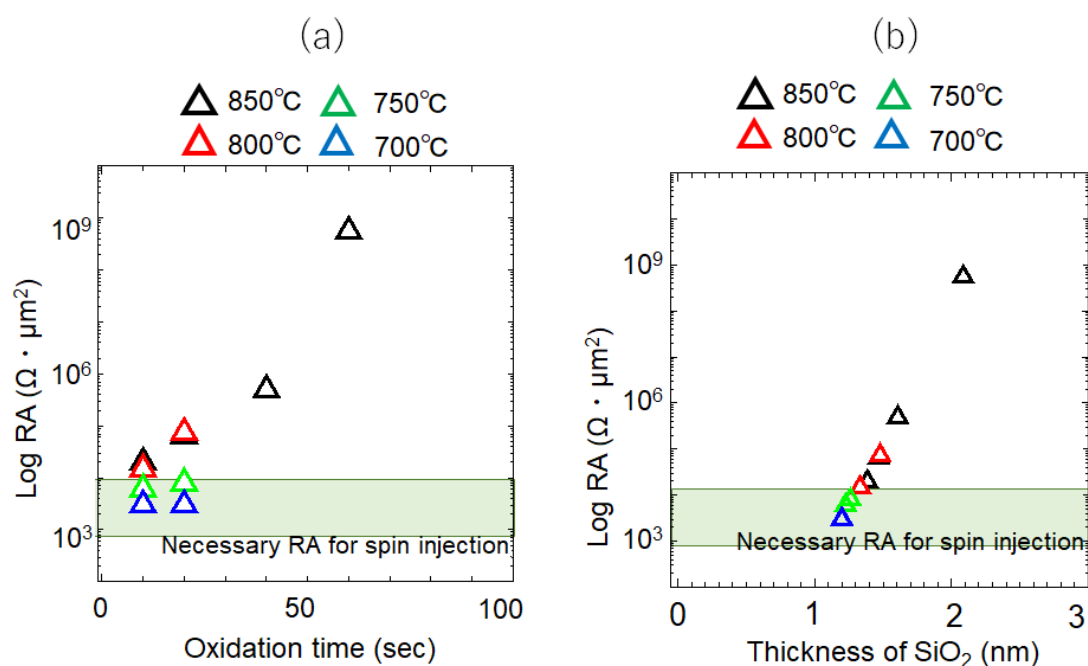 (a)
850℃ 750℃
800℃ 700℃
Log RA (Ω・μm²)
10⁹
10⁶
10³
Necessary RA for spin injection
0 50 100
Oxidation time (sec)
(b)
850℃ 750℃
800℃ 700℃
Log RA (Ω・μm²)
10⁹
10⁶
10³
Necessary RA for spin injection
0 1 2 3
Thickness of SiO₂ (nm)